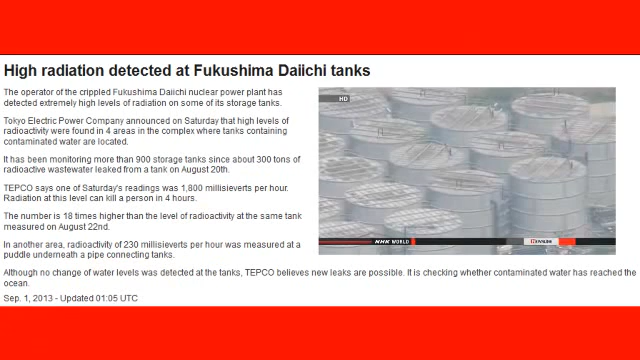 High radiation detected at Fukushima Daiichi tanks
The operator of the crippled Fukushima Daiichi nuclear power plant has
detected extremely high levels of radiation on some of its storage tanks.
Tokyo Electric Power Company announced on Saturday that high levels of
radioactivity were found in 4 areas in the complex where tanks containing
contaminated water are located.
It has been monitoring more than 900 storage tanks since about 300 tons of
radioactive wastewater leaked from a tank on August 20th.
TEPCO says one of Saturday's readings was 1,800 millisieverts per hour.
Radiation at this level can kill a person in 4 hours.
The number is 18 times higher than the level of radioactivity at the same tank
measured on August 22nd.
In another area, radioactivity of 230 millisieverts per hour was measured at a
puddle underneath a pipe connecting tanks.
HD
NHK WORLD
Although no change of water levels was detected at the tanks, TEPCO believes new leaks are possible. It is checking whether contaminated water has reached the
ocean.
Sep. 1, 2013 - Updated 01:05 UTC